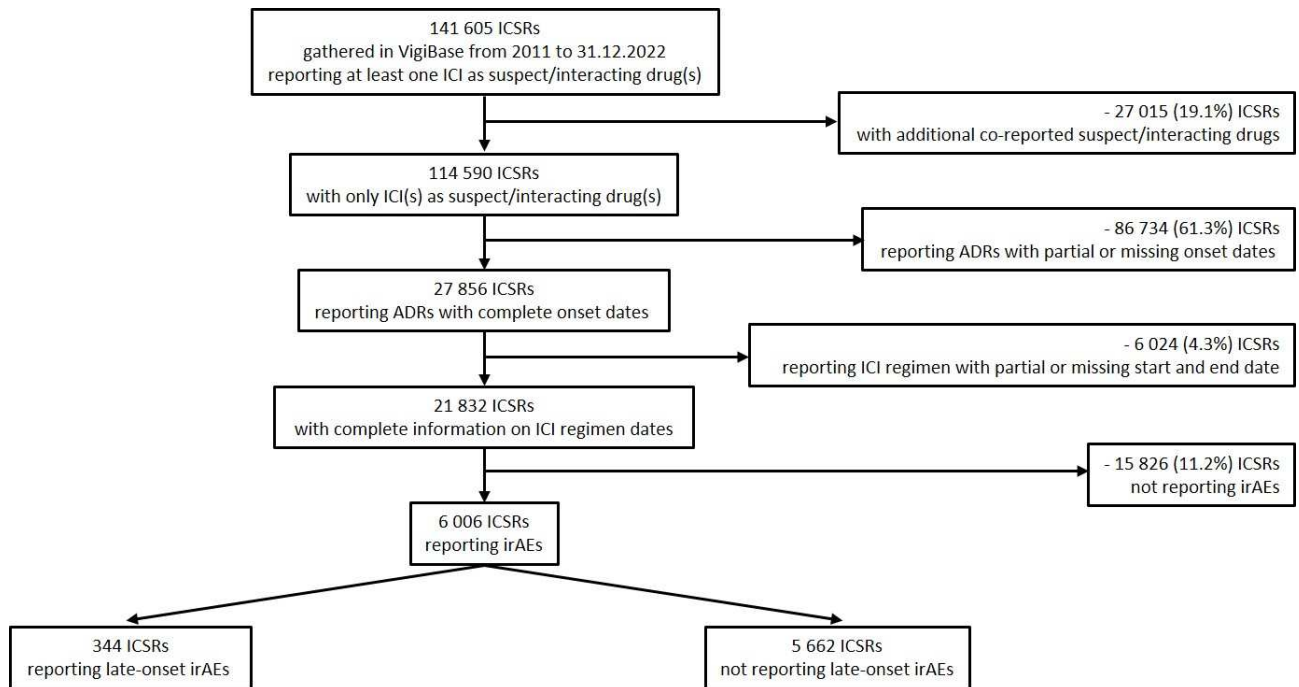 141 605 ICSRs
gathered in VigiBase from 2011 to 31.12.2022
reporting at least one ICI as suspect/interacting drug(s)
- 27 015 (19.1%) ICSRs
with additional co-reported suspect/interacting drugs
114 590 ICSRs
with only ICI(s) as suspect/interacting drug(s)
- 86 734 (61.3%) ICSRs
reporting ADRs with partial or missing onset dates
27 856 ICSRs
reporting ADRs with complete onset dates
- 6 024 (4.3%) ICSRs
reporting ICI regimen with partial or missing start and end date
21 832 ICSRs
with complete information on ICI regimen dates
- 15 826 (11.2%) ICSRs
not reporting irAEs
6 006 ICSRs
reporting irAEs
344 ICSRs
reporting late-onset irAEs
5 662 ICSRs
not reporting late-onset irAEs